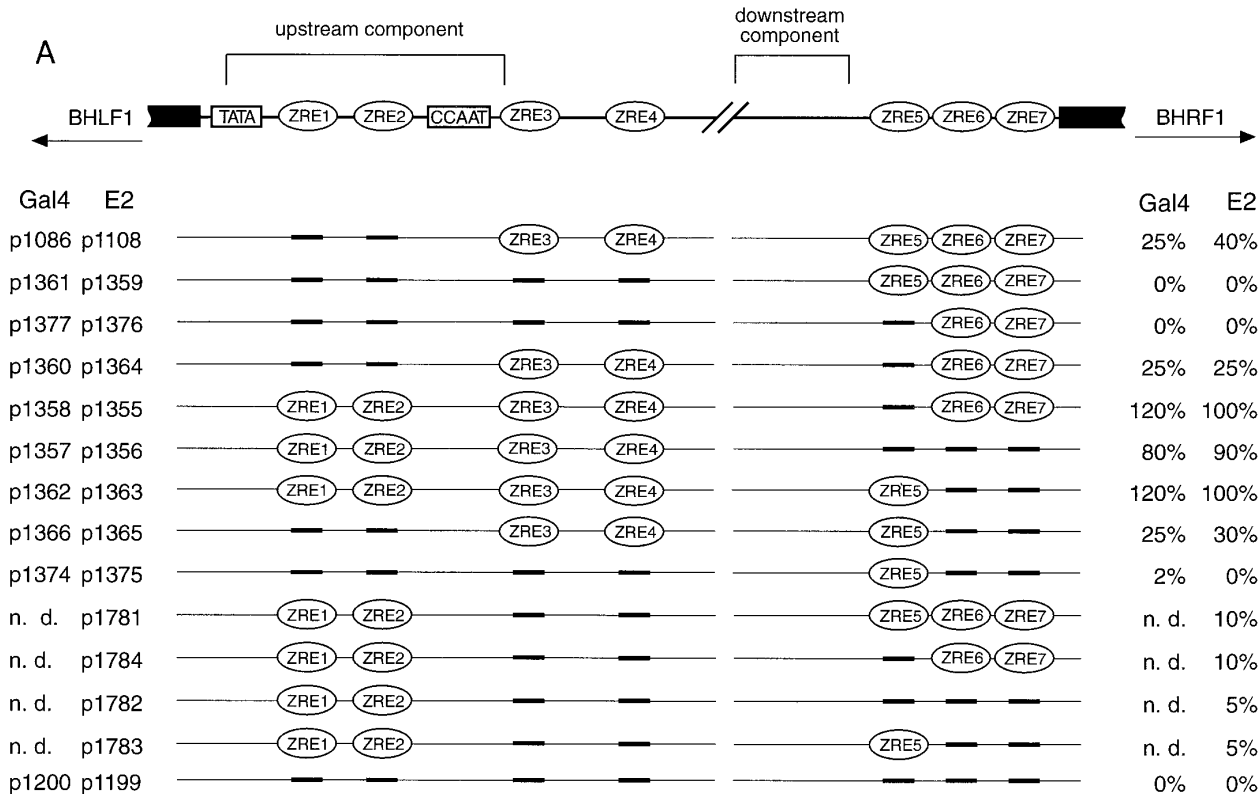 A
upstream component
downstream
component
BHLF1 TATA ZRE1 ZRE2 CCAAT ZRE3 ZRE4 ZRE5 ZRE6 ZRE7 BHRF1
Gal4 E2 Gal4 E2
p1086 p1108 ZRE3 ZRE4 ZRE5 ZRE6 ZRE7 25% 40%
p1361 p1359 ZRE5 ZRE6 ZRE7 0% 0%
p1377 p1376 ZRE6 ZRE7 0% 0%
p1360 p1364 ZRE3 ZRE4 ZRE6 ZRE7 25% 25%
p1358 p1355 ZRE1 ZRE2 ZRE3 ZRE4 ZRE6 ZRE7 120% 100%
p1357 p1356 ZRE1 ZRE2 ZRE3 ZRE4 80% 90%
p1362 p1363 ZRE1 ZRE2 ZRE3 ZRE4 ZRE5 120% 100%
p1366 p1365 ZRE3 ZRE4 ZRE5 25% 30%
p1374 p1375 ZRE5 2% 0%
n. d. p1781 ZRE1 ZRE2 ZRE5 ZRE6 ZRE7 n. d. 10%
n. d. p1784 ZRE1 ZRE2 ZRE6 ZRE7 n. d. 10%
n. d. p1782 ZRE1 ZRE2 n. d. 5%
n. d. p1783 ZRE1 ZRE2 ZRE5 n. d. 5%
p1200 p1199 0% 0%